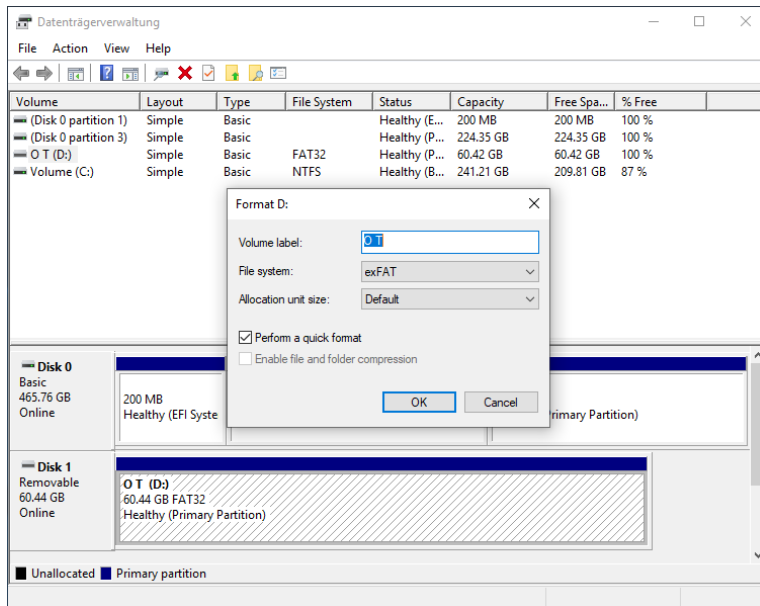 Datenträgerverwaltung
File Action View Help
Volume Layout Type File System Status Capacity Free Spa... % Free
(Disk 0 partition 1) Simple Basic Healthy (E... 200 MB 200 MB 100 %
(Disk 0 partition 3) Simple Basic Healthy (P... 224.35 GB 224.35 GB 100 %
O T (D:) Simple Basic FAT32 Healthy (P... 60.42 GB 60.42 GB 100 %
Volume (C:) Simple Basic NTFS Healthy (B... 241.21 GB 209.81 GB 87 %
Format D:
Volume label: O T
File system: exFAT
Allocation unit size: Default
Perform a quick format
Enable file and folder compression
OK Cancel
Disk 0
Basic
465.76 GB
Online
200 MB
Healthy (EFI Syste
Primary Partition)
Disk 1
Removable
60.44 GB
Online
O T (D:)
60.44 GB FAT32
Healthy (Primary Partition)
Unallocated Primary partition